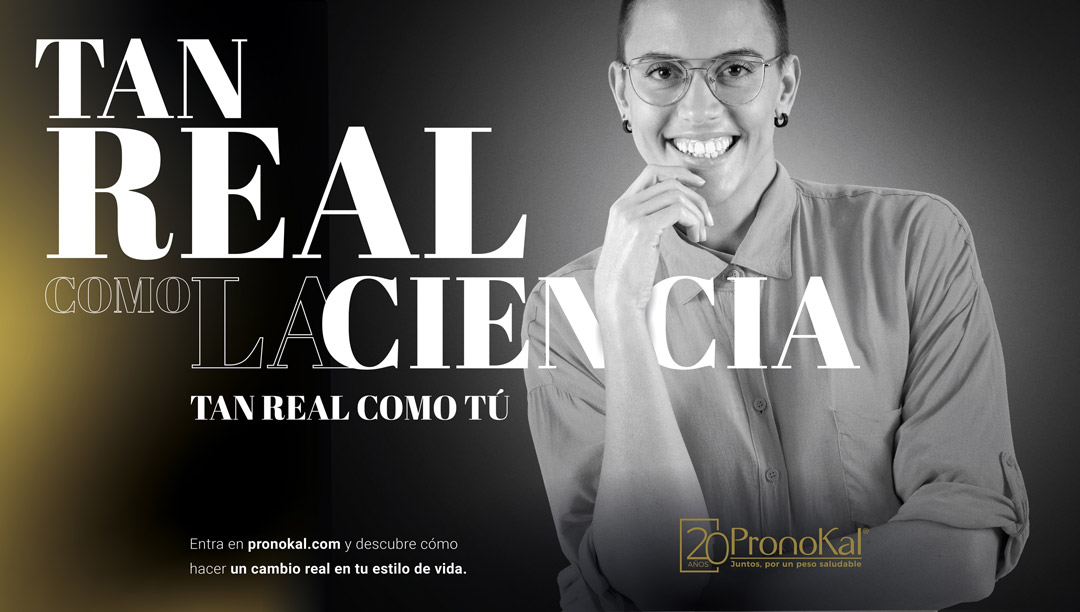 TAN
REAL
COMO LA CIENCIA
TAN REAL COMO TÚ
Entra en pronokal.com y descubre cómo
hacer un cambio real en tu estilo de vida.
20 AÑOS
PronoKal®
Juntos, por un peso saludable